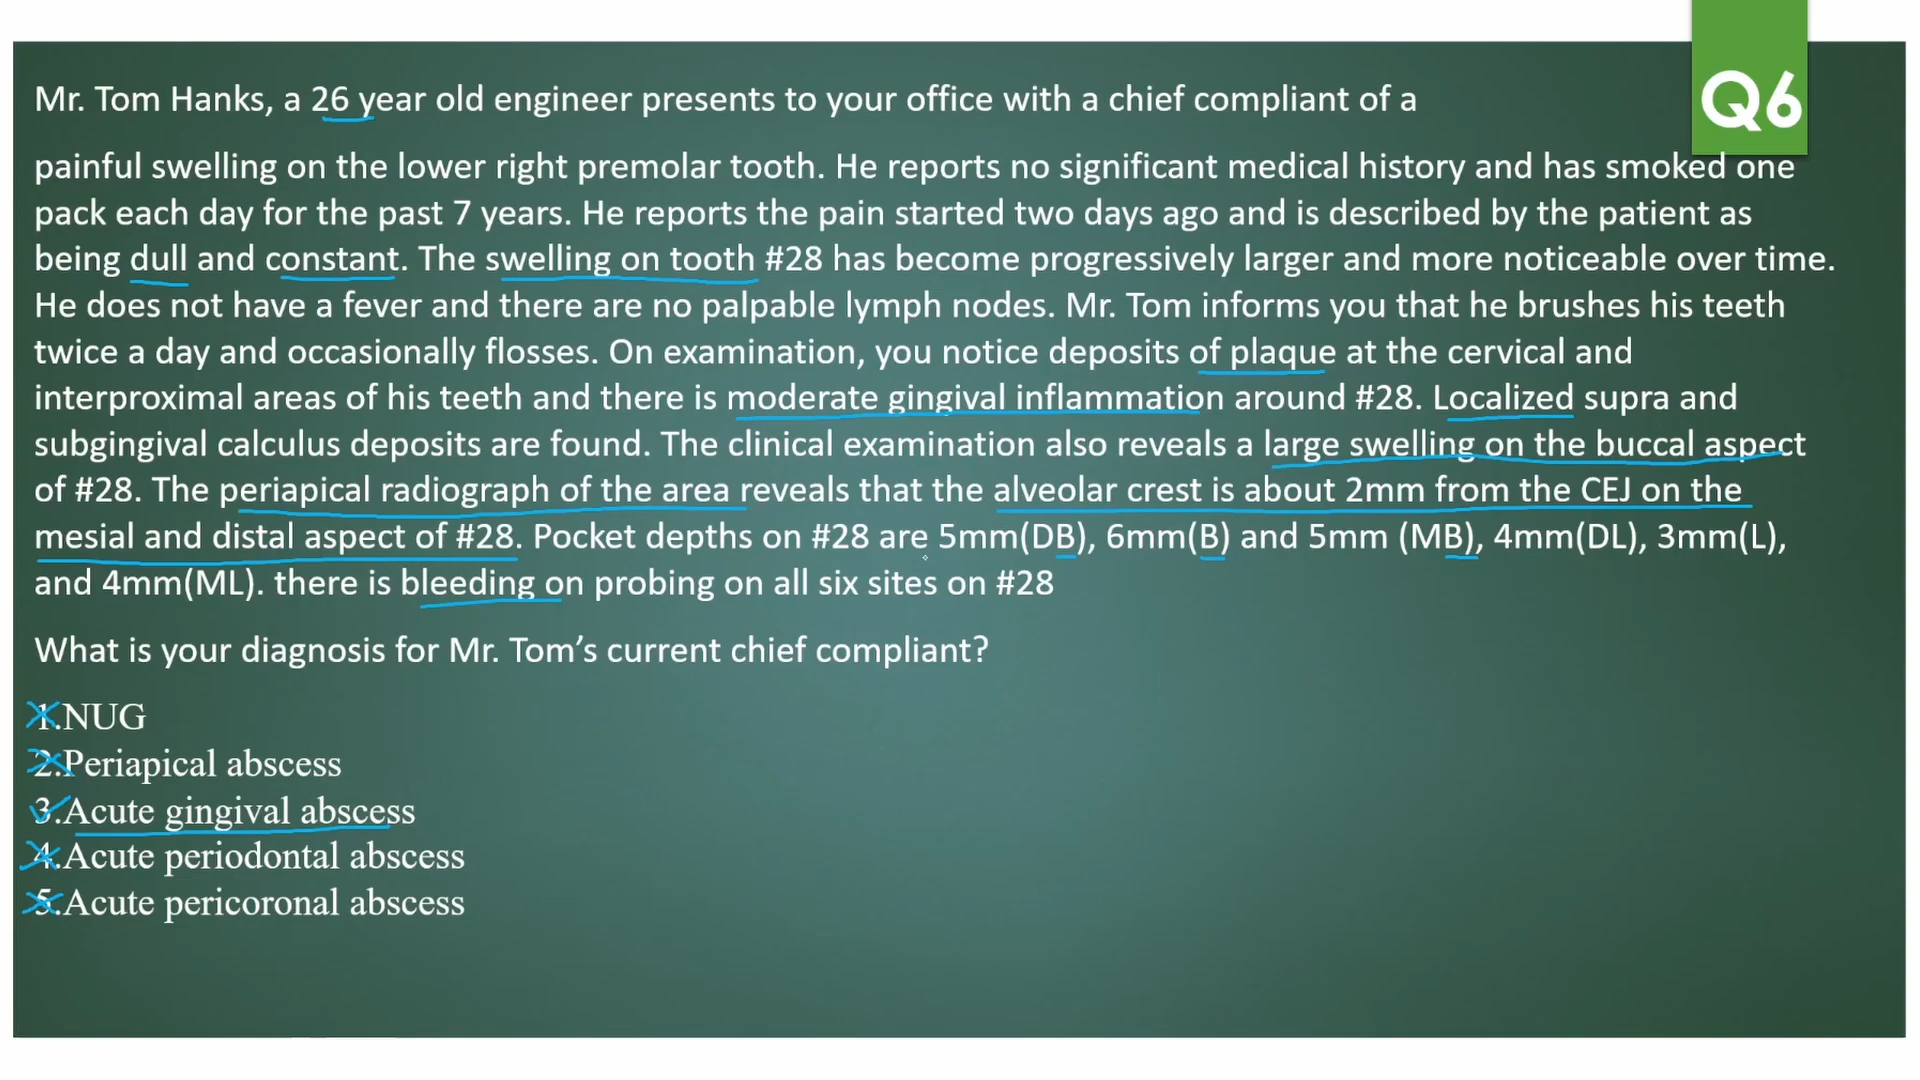 Q6
Mr. Tom Hanks, a 26 year old engineer presents to your office with a chief compliant of a
painful swelling on the lower right premolar tooth. He reports no significant medical history and has smoked one
pack each day for the past 7 years. He reports the pain started two days ago and is described by the patient as
being dull and constant. The swelling on tooth #28 has become progressively larger and more noticeable over time.
He does not have a fever and there are no palpable lymph nodes. Mr. Tom informs you that he brushes his teeth
twice a day and occasionally flosses. On examination, you notice deposits of plaque at the cervical and
interproximal areas of his teeth and there is moderate gingival inflammation around #28. Localized supra and
subgingival calculus deposits are found. The clinical examination also reveals a large swelling on the buccal aspect
of #28. The periapical radiograph of the area reveals that the alveolar crest is about 2mm from the CEJ on the
mesial and distal aspect of #28. Pocket depths on #28 are 5mm(DB), 6mm(B) and 5mm (MB), 4mm(DL), 3mm(L),
and 4mm(ML). there is bleeding on probing on all six sites on #28
What is your diagnosis for Mr. Tom’s current chief compliant?
1.NUG
2.Periapical abscess
3.Acute gingival abscess
4.Acute periodontal abscess
5.Acute pericoronal abscess